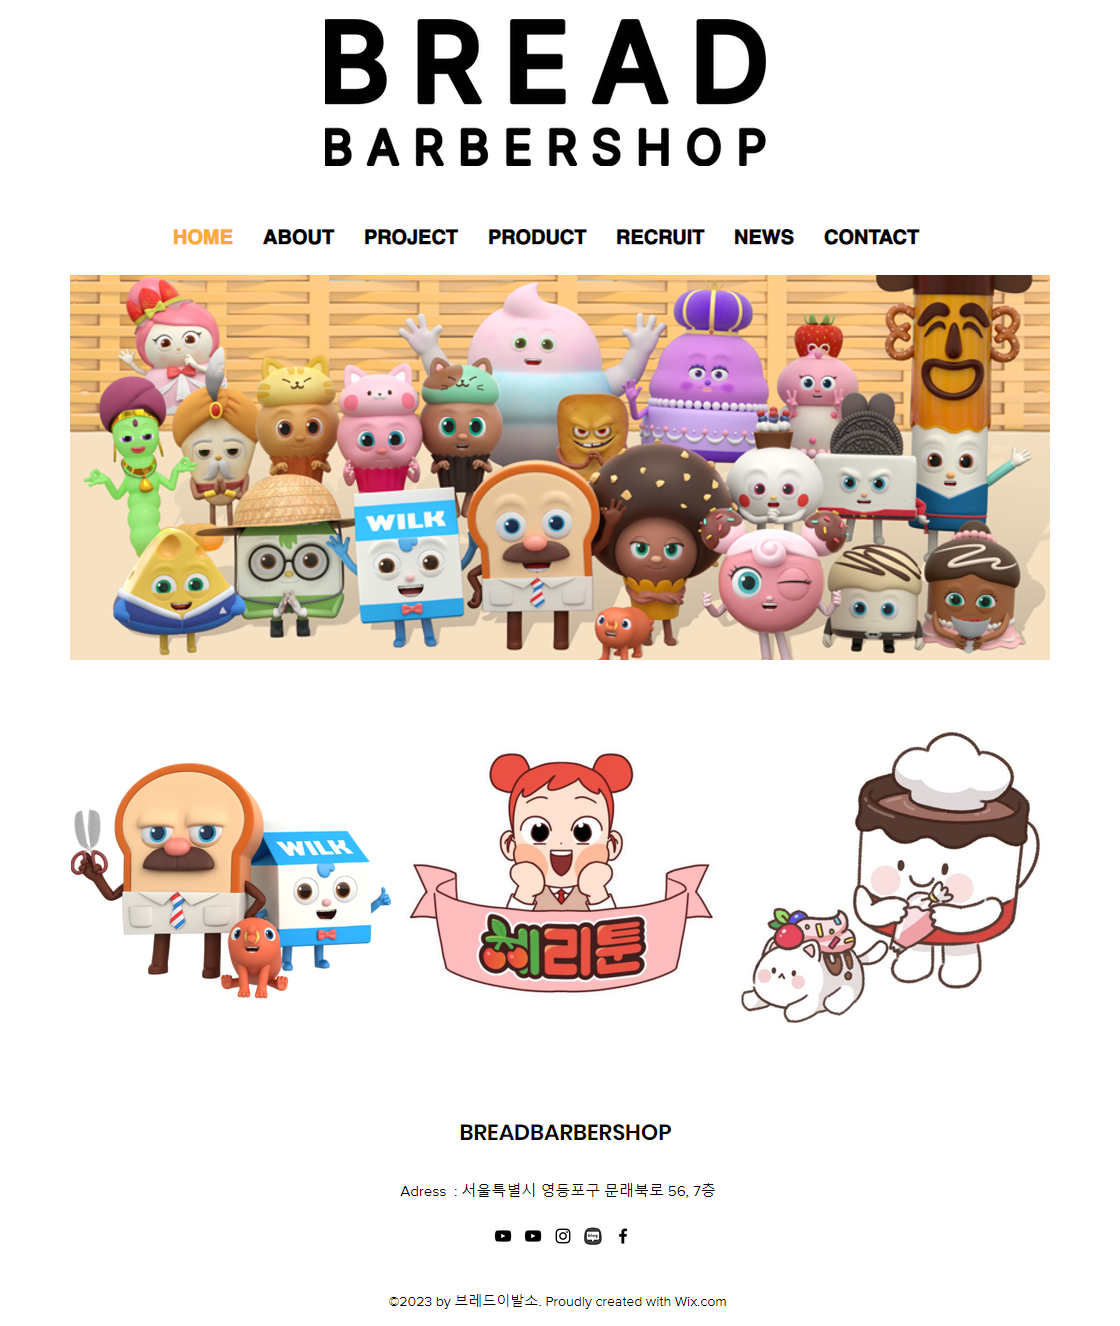 BREAD
BARBERSHOP
HOME ABOUT PROJECT PRODUCT RECRUIT NEWS CONTACT
WILK
WILK
체리툰
BREADBARBERSHOP
Adress : 서울특별시 영등포구 문래북로 56, 7층
blog
©2023 by 브레드이발소. Proudly created with Wix.com